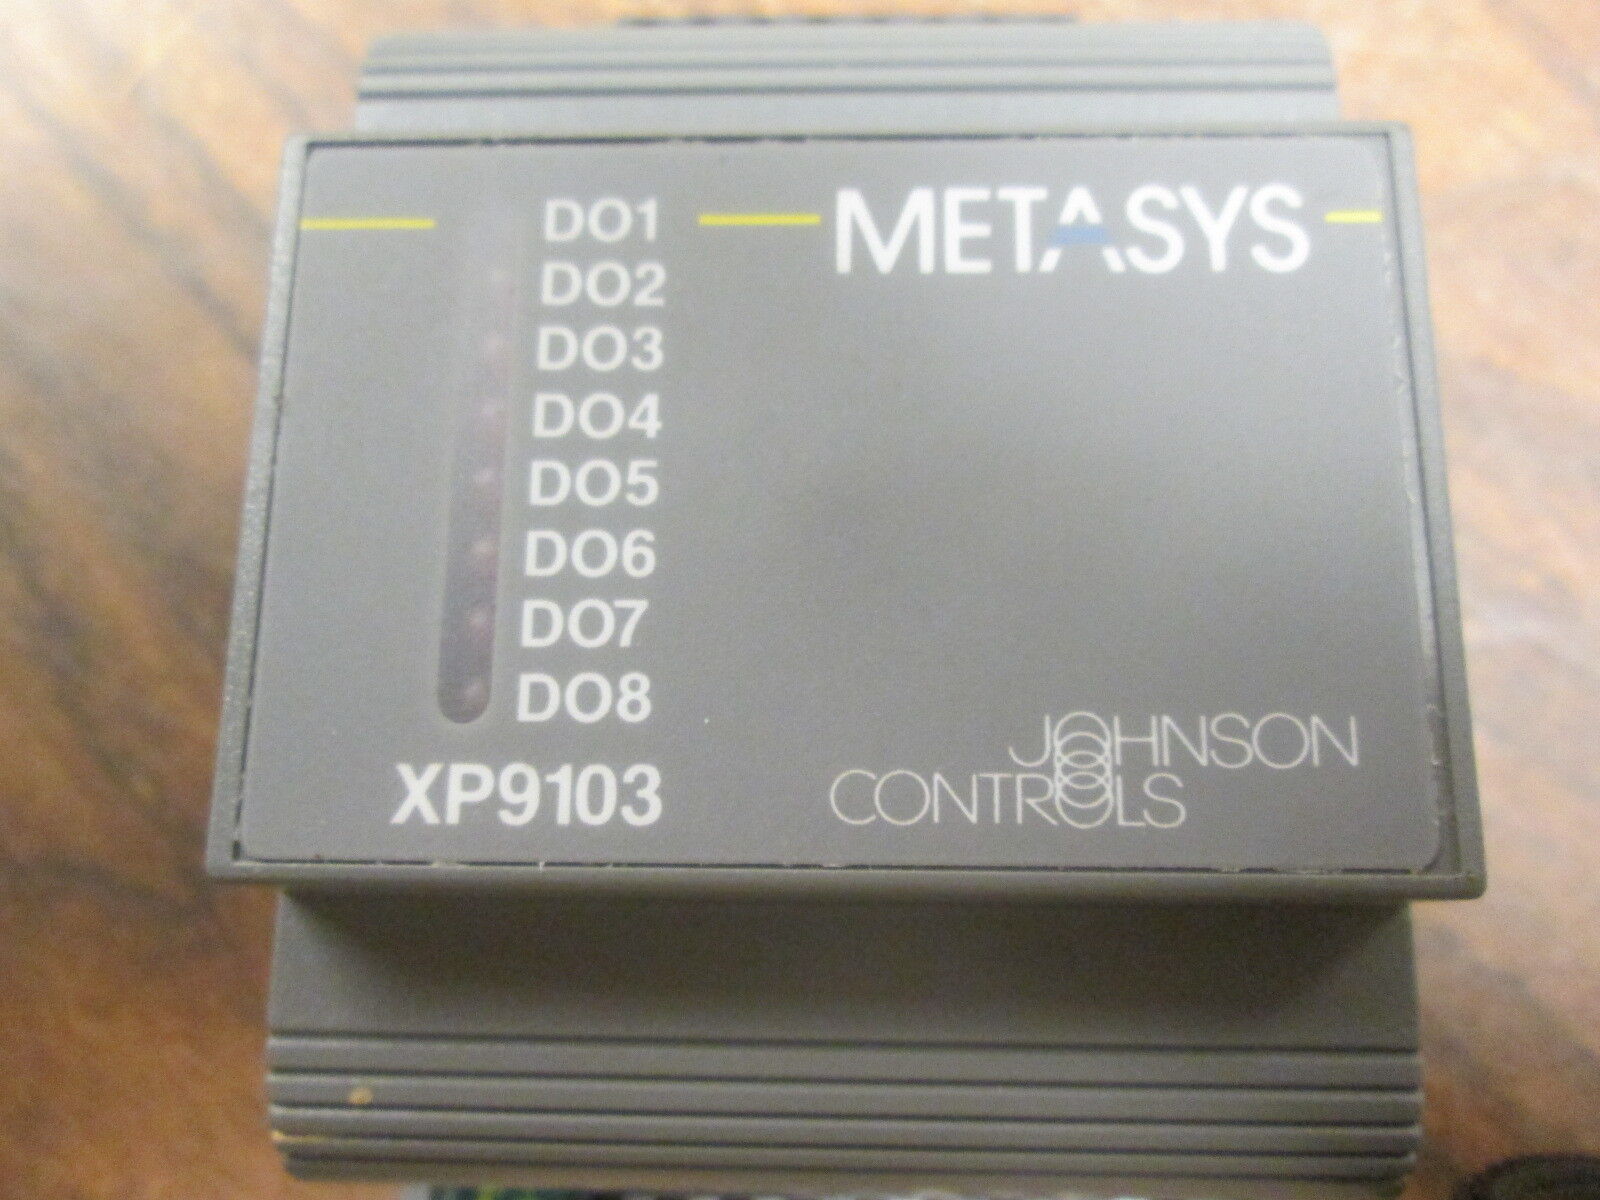 DO1
METASYS
DO2
DO3
DO4
DO5
DO6
DO7
DO8
XP9103
JOHNSON
CONTROLS